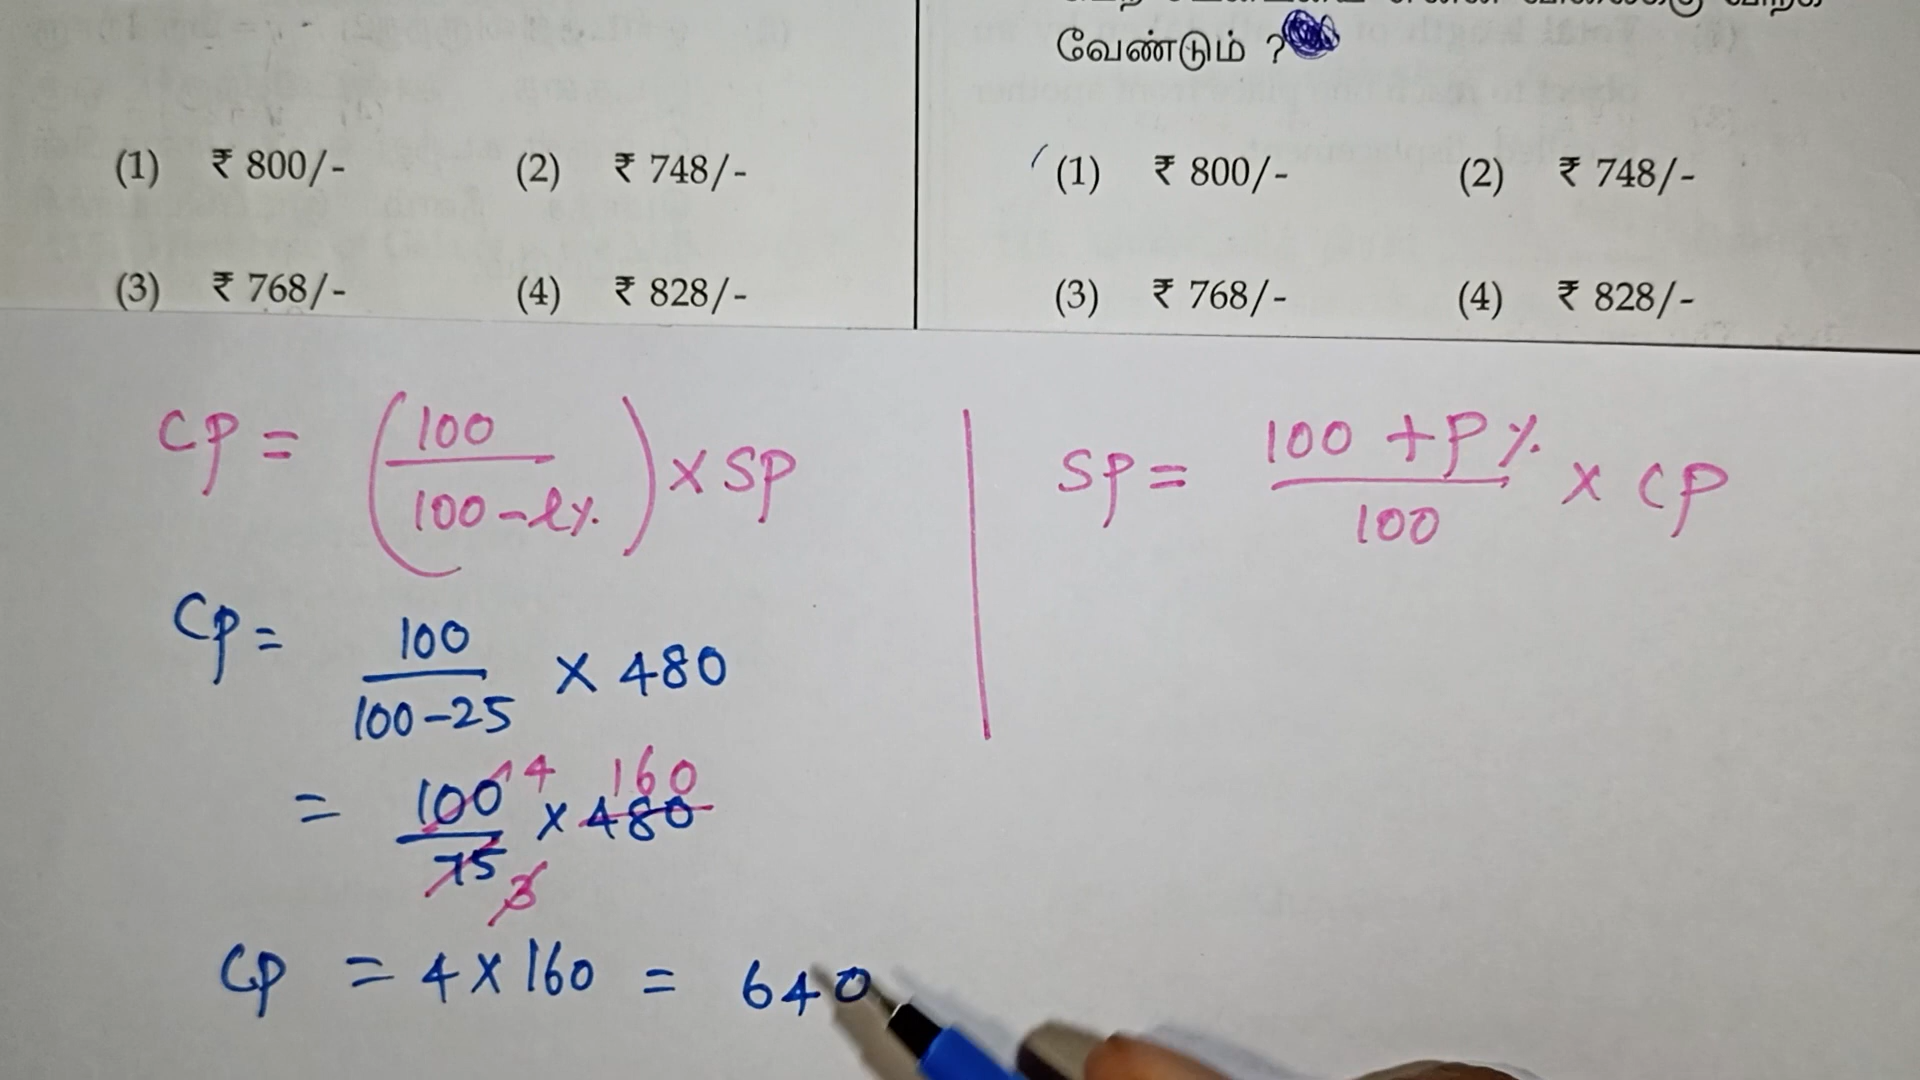 வேண்டும் ?
(1) ₹ 800/- (2) ₹ 748/-
(3) ₹ 768/- (4) ₹ 828/-
(1) ₹ 800/- (2) ₹ 748/-
(3) ₹ 768/- (4) ₹ 828/-
CP = (100 / 100 - l%) × SP
SP = 100 + P% / 100 × CP
CP = 100 / 100 - 25 × 480
= 100 4 / 75 3 × 480 160
CP = 4 × 160 = 640